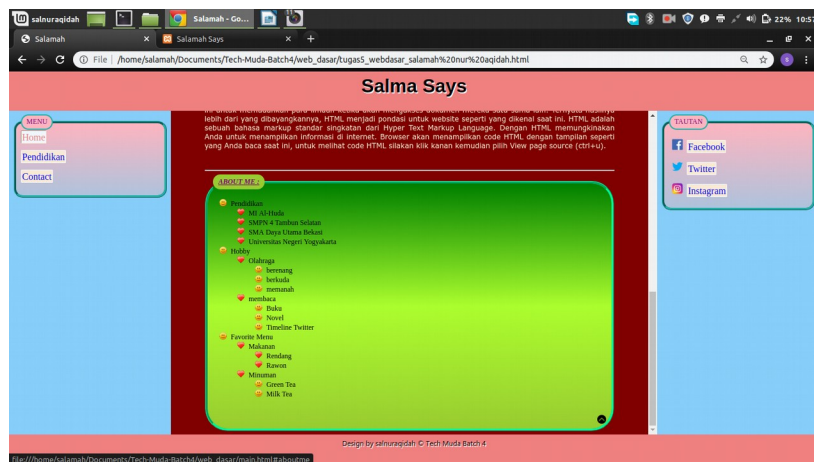 salnuraqidah
Salamah - Go...
22% 10:57
Salamah
Salamah Says
File /home/salamah/Documents/Tech-Muda-Batch4/web_dasar/tugas5_webdasar_salamah%20nur%20aqidah.html
Salma Says
MENU
Home
Pendidikan
Contact
lebih dari yang dibayangkannya, HTML menjadi pondasi untuk website seperti yang dikenal saat ini. HTML adalah
sebuah bahasa markup standar singkatan dari Hyper Text Markup Language. Dengan HTML memungkinakan
Anda untuk menampilkan informasi di internet. Browser akan menampilkan code HTML dengan tampilan seperti
yang Anda baca saat ini, untuk melihat code HTML silakan klik kanan kemudian pilih View page source (ctrl+u).
ABOUT ME :
Pendidikan
MI Al-Huda
SMPN 4 Tambun Selatan
SMA Daya Utama Bekasi
Universitas Negeri Yogyakarta
Hobby
Olahraga
berenang
berkuda
memanah
membaca
Buku
Novel
Timeline Twitter
Favorite Menu
Makanan
Rendang
Rawon
Minuman
Green Tea
Milk Tea
TAUTAN
Facebook
Twitter
Instagram
Design by salnuraqidah © Tech Muda Batch 4
file:///home/salamah/Documents/Tech-Muda-Batch4/web_dasar/main.html#aboutme